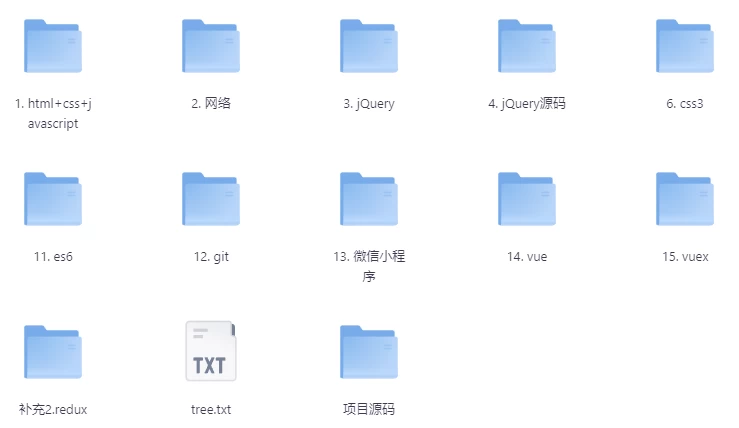 1. html+css+j
avascript
2. 网络
3. jQuery
4. jQuery源码
6. css3
11. es6
12. git
13. 微信小程
序
14. vue
15. vuex
TXT
补充2.redux
tree.txt
项目源码